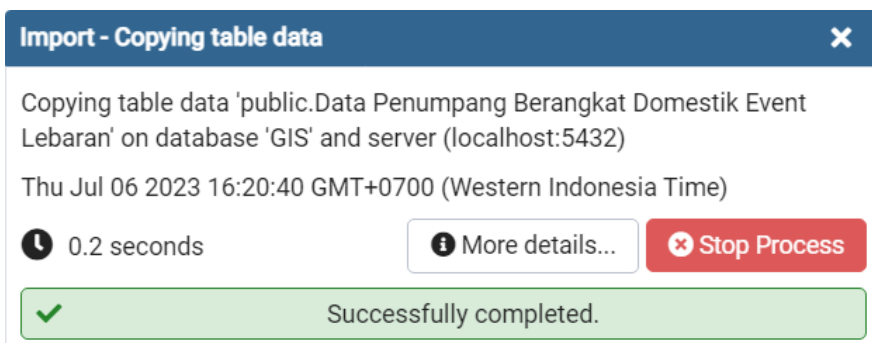 Import - Copying table data
Copying table data 'public.Data Penumpang Berangkat Domestik Event
Lebaran' on database 'GIS' and server (localhost:5432)
Thu Jul 06 2023 16:20:40 GMT+0700 (Western Indonesia Time)
0.2 seconds
More details...
Stop Process
Successfully completed.